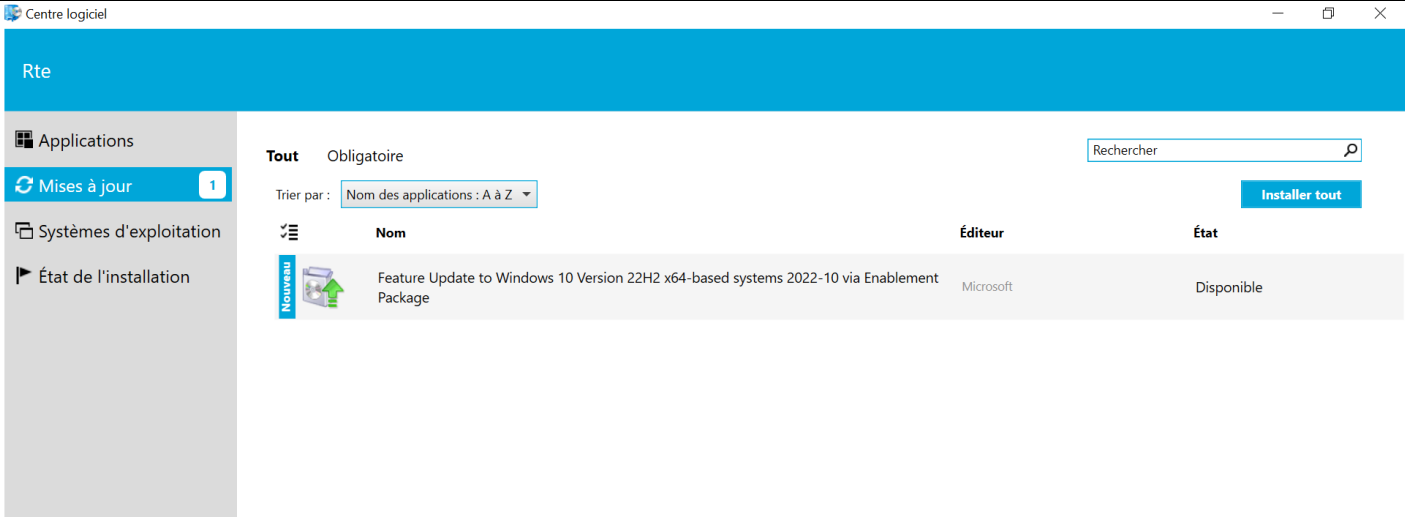 Centre logiciel
Rte
Applications
Mises à jour 1
Systèmes d'exploitation
État de l'installation
Tout Obligatoire
Rechercher
Trier par : Nom des applications : A à Z
Installer tout
Nom Éditeur État
Nouveau
Feature Update to Windows 10 Version 22H2 x64-based systems 2022-10 via Enablement
Package
Microsoft
Disponible